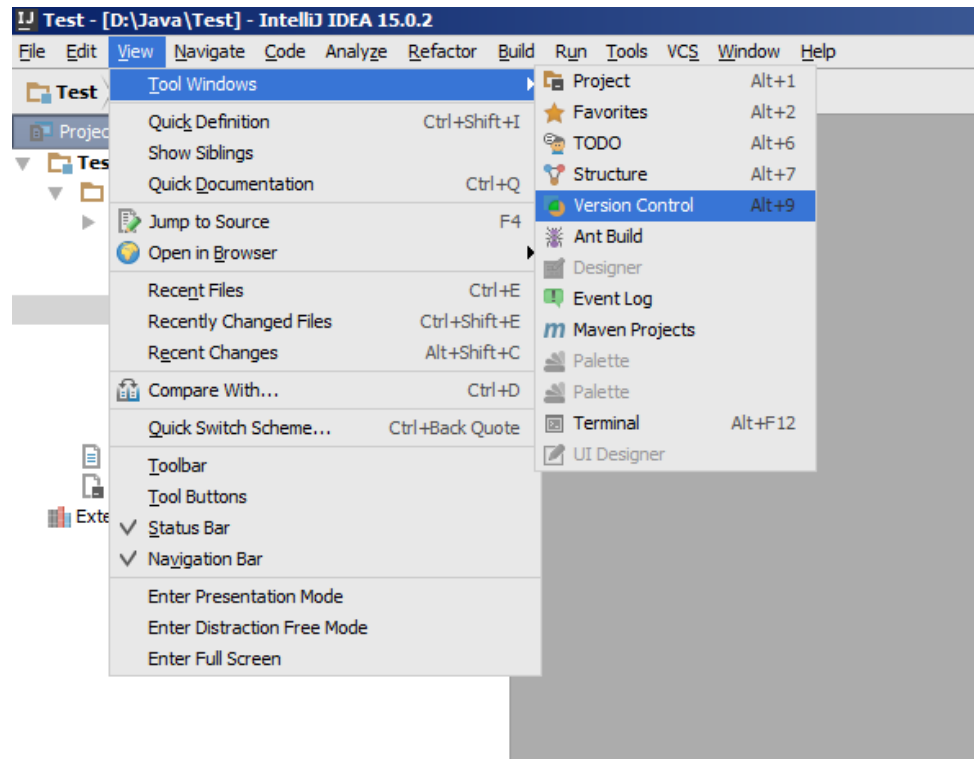 Test - [D:\Java\Test] - IntelliJ IDEA 15.0.2
File Edit View Navigate Code Analyze Refactor Build Run Tools VCS Window Help
Test
Projec
Tes
Exte
Tool Windows
Quick Definition Ctrl+Shift+I
Show Siblings
Quick Documentation Ctrl+Q
Jump to Source F4
Open in Browser
Recent Files Ctrl+E
Recently Changed Files Ctrl+Shift+E
Recent Changes Alt+Shift+C
Compare With... Ctrl+D
Quick Switch Scheme... Ctrl+Back Quote
Toolbar
Tool Buttons
Status Bar
Navigation Bar
Enter Presentation Mode
Enter Distraction Free Mode
Enter Full Screen
Project Alt+1
Favorites Alt+2
TODO Alt+6
Structure Alt+7
Version Control Alt+9
Ant Build
Designer
Event Log
Maven Projects
Palette
Palette
Terminal Alt+F12
UI Designer